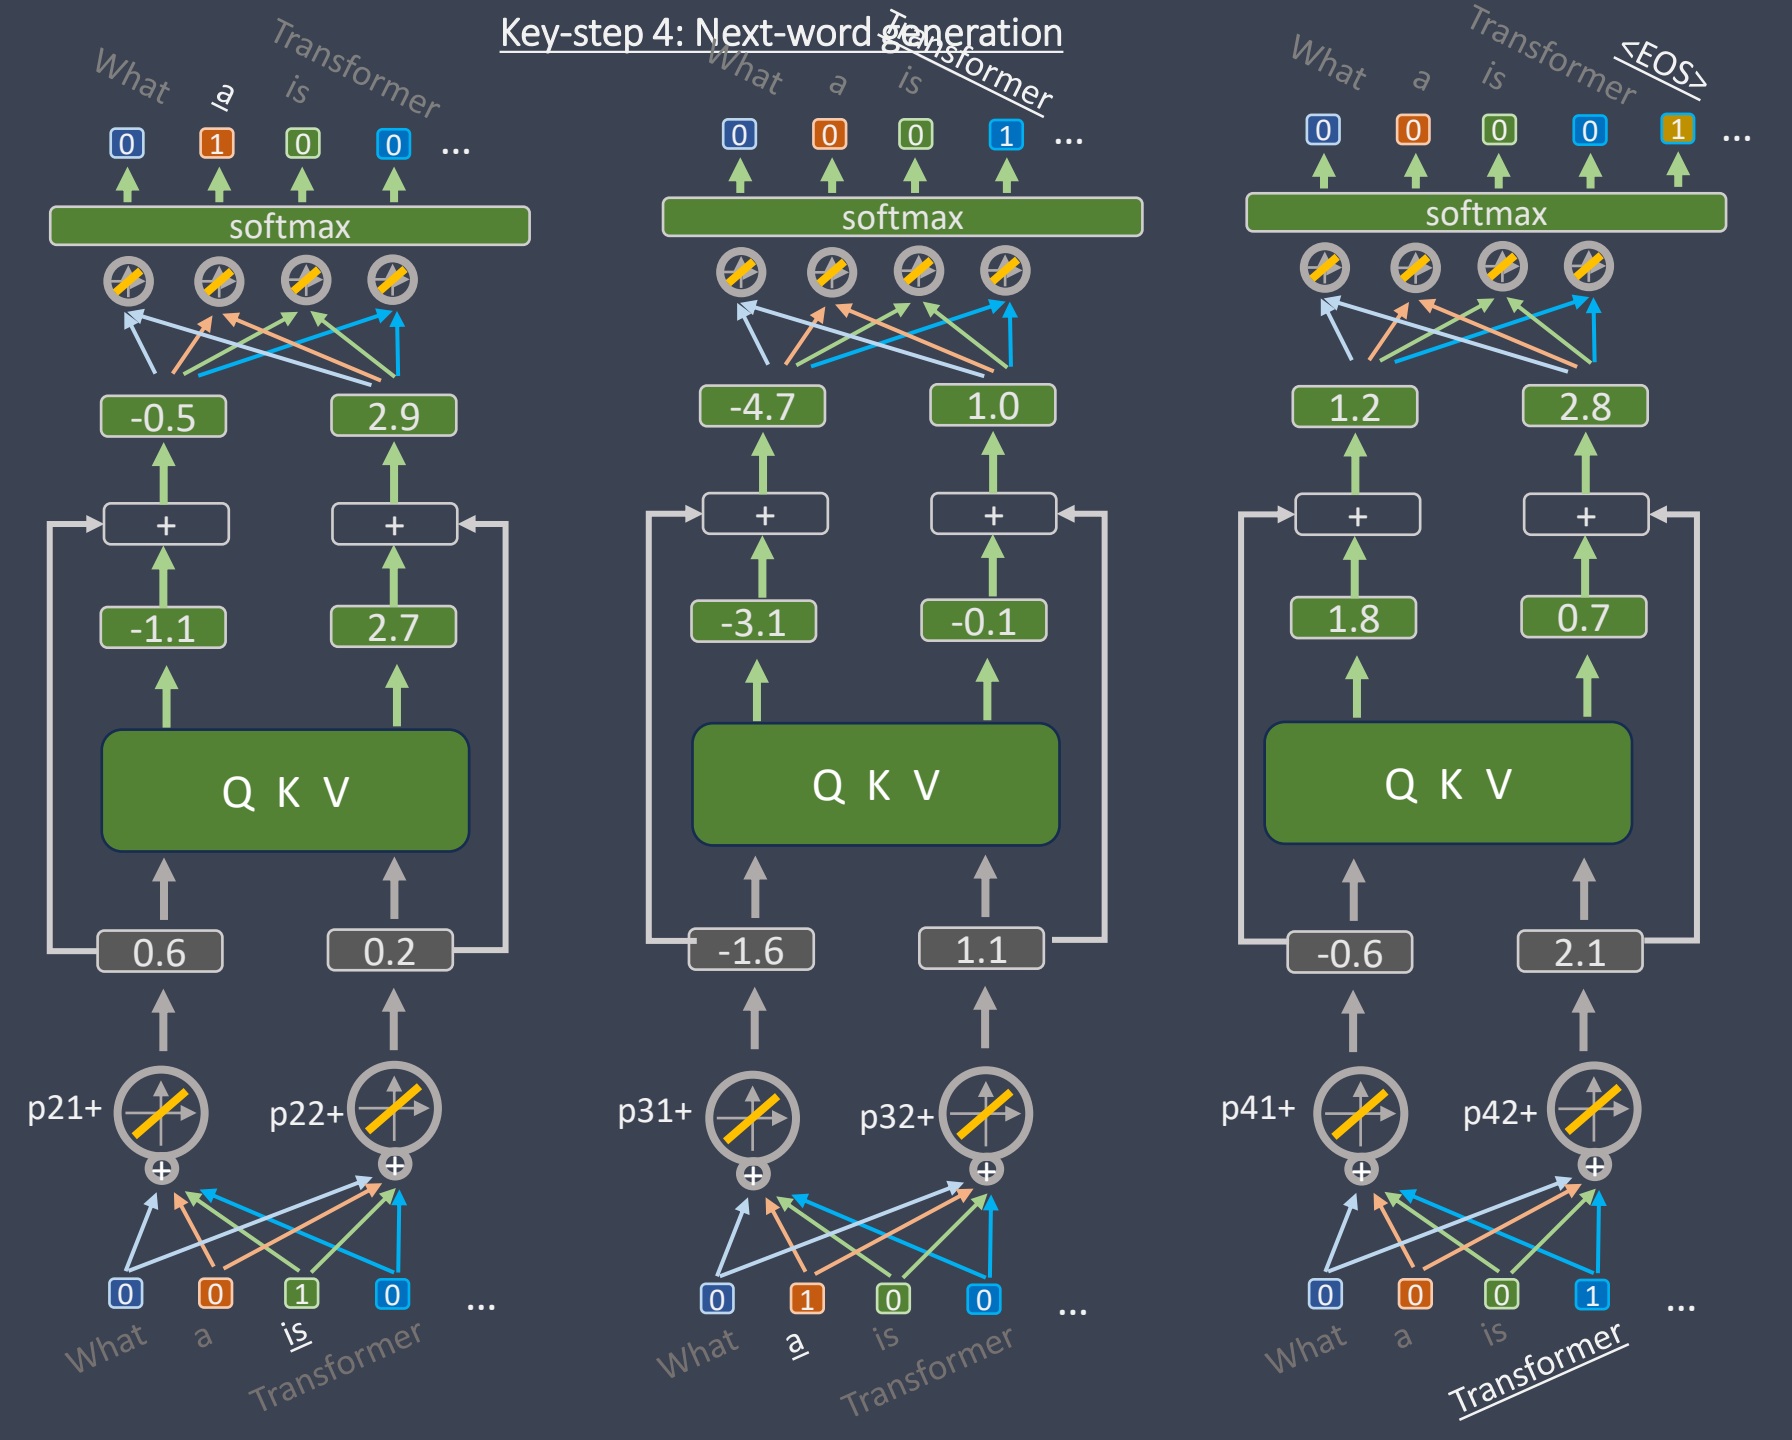 Key-step 4: Next-word generation
What a is Transformer
0 1 0 0 ...
softmax
-0.5 2.9
+ +
-1.1 2.7
Q K V
0.6 0.2
p21+ p22+
+ +
0 0 1 0 ...
What a is Transformer
What a is Transformer
0 0 0 1 ...
softmax
-4.7 1.0
+ +
-3.1 -0.1
Q K V
-1.6 1.1
p31+ p32+
+ +
0 1 0 0 ...
What a is Transformer
What a is Transformer <EOS>
0 0 0 0 1 ...
softmax
1.2 2.8
+ +
1.8 0.7
Q K V
-0.6 2.1
p41+ p42+
+ +
0 0 0 1 ...
What a is Transformer